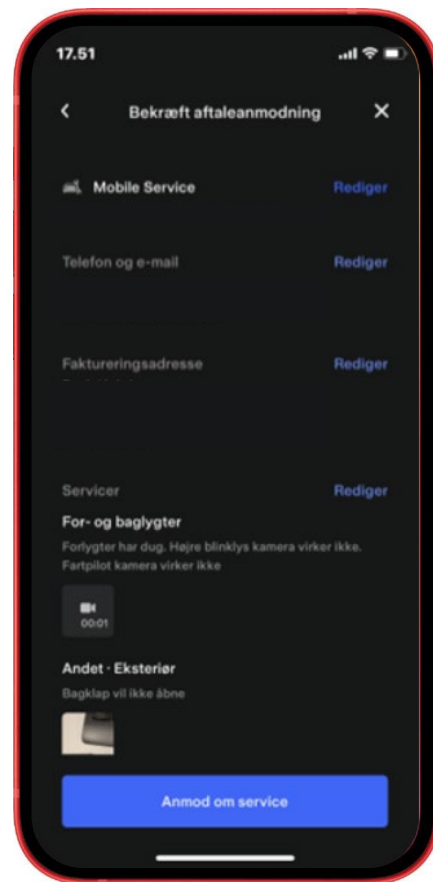 17.51
Bekræft aftaleanmodning
Mobile Service
Rediger
Telefon og e-mail
Rediger
Faktureringsadresse
Rediger
Servicer
Rediger
For- og baglygter
Forlygter har dug. Højre blinklys kamera virker ikke.
Fartpilot kamera virker ikke
00:01
Andet · Eksteriør
Bagklap vil ikke åbne
Anmod om service